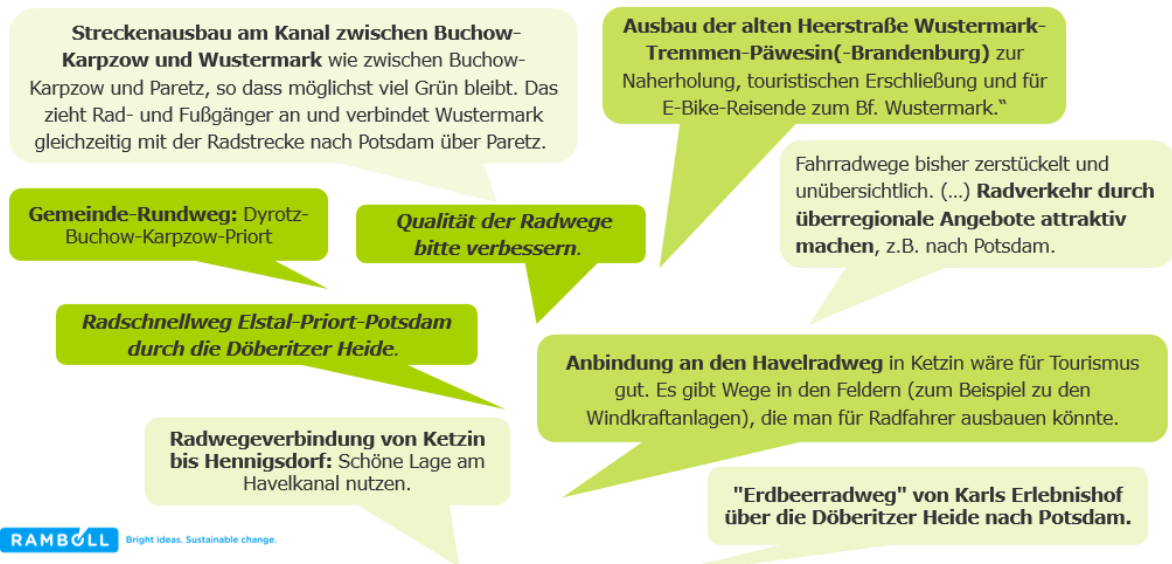 Streckenausbau am Kanal zwischen Buchow-
Karpzow und Wustermark wie zwischen Buchow-
Karpzow und Paretz, so dass möglichst viel Grün bleibt. Das
zieht Rad- und Fußgänger an und verbindet Wustermark
gleichzeitig mit der Radstrecke nach Potsdam über Paretz.
Ausbau der alten Heerstraße Wustermark-
Tremmen-Päwesin(-Brandenburg) zur
Naherholung, touristischen Erschließung und für
E-Bike-Reisende zum Bf. Wustermark.“
Fahrradwege bisher zerstückelt und
unübersichtlich. (...) Radverkehr durch
überregionale Angebote attraktiv
machen, z.B. nach Potsdam.
Gemeinde-Rundweg: Dyrotz-
Buchow-Karpzow-Priort
Qualität der Radwege
bitte verbessern.
Radschnellweg Elstal-Priort-Potsdam
durch die Döberitzer Heide.
Anbindung an den Havelradweg in Ketzin wäre für Tourismus
gut. Es gibt Wege in den Feldern (zum Beispiel zu den
Windkraftanlagen), die man für Radfahrer ausbauen könnte.
Radwegeverbindung von Ketzin
bis Hennigsdorf: Schöne Lage am
Havelkanal nutzen.
"Erdbeerradweg" von Karls Erlebnishof
über die Döberitzer Heide nach Potsdam.
RAMBOLL Bright ideas. Sustainable change.